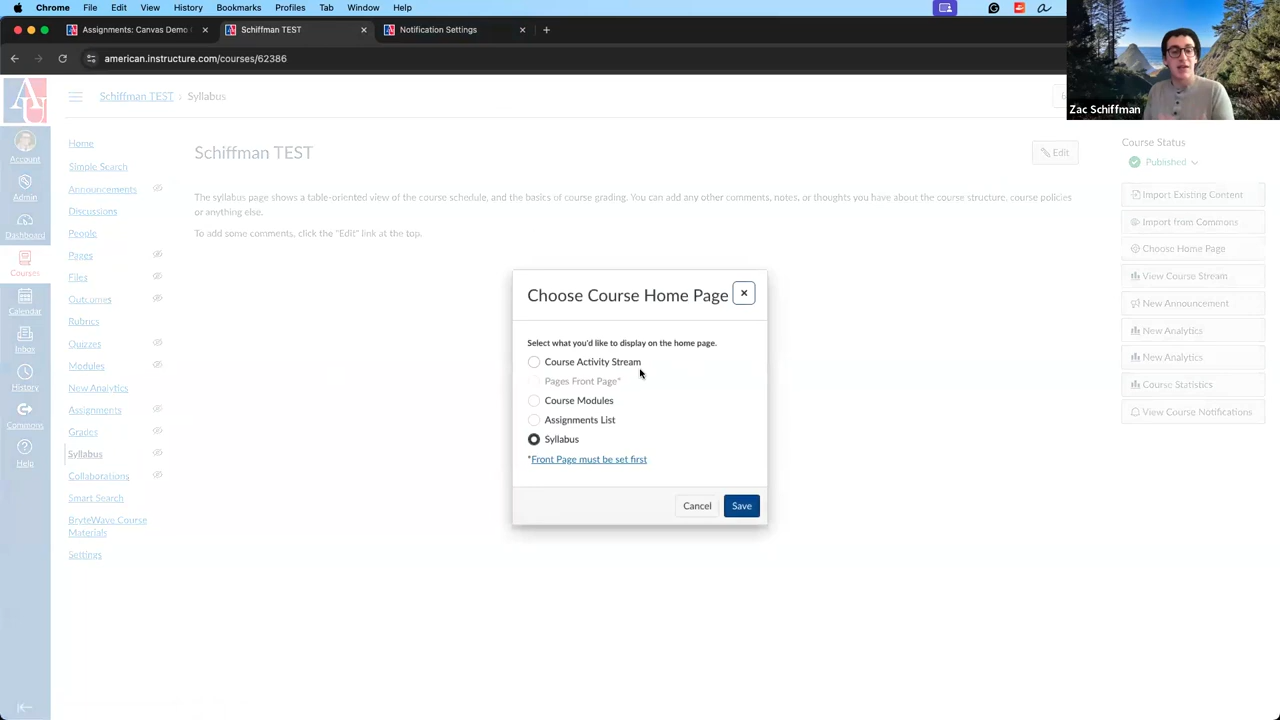 Chrome File Edit View History Bookmarks Profiles Tab Window Help
Assignments: Canvas Demo
Schiffman TEST
Notification Settings
american.instructure.com/courses/62386
Zac Schiffman
Schiffman TEST › Syllabus
Account
Admin
Dashboard
Courses
Calendar
Inbox
History
Commons
Help
Home
Simple Search
Announcements
Discussions
People
Pages
Files
Outcomes
Rubrics
Quizzes
Modules
New Analytics
Assignments
Grades
Syllabus
Collaborations
Smart Search
BryteWave Course
Materials
Settings
Schiffman TEST
Edit
The syllabus page shows a table-oriented view of the course schedule, and the basics of course grading. You can add any other comments, notes, or thoughts you have about the course structure, course policies
or anything else.
To add some comments, click the "Edit" link at the top.
Choose Course Home Page
Select what you'd like to display on the home page.
Course Activity Stream
Pages Front Page*
Course Modules
Assignments List
Syllabus
*Front Page must be set first
Cancel
Save
Course Status
Published
Import Existing Content
Import from Commons
Choose Home Page
View Course Stream
New Announcement
New Analytics
New Analytics
Course Statistics
View Course Notifications